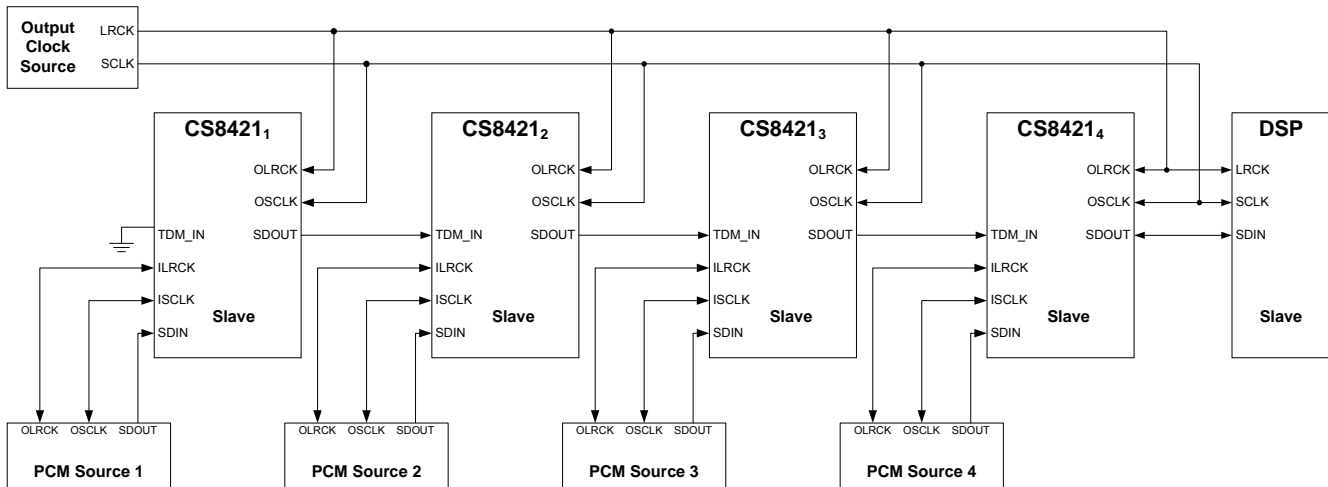 Output
Clock
Source
LRCK
SCLK
CS8421₁
OLRCK
OSCLK
TDM_IN
SDOUT
ILRCK
ISCLK
Slave
SDIN
CS8421₂
OLRCK
OSCLK
TDM_IN
SDOUT
ILRCK
ISCLK
Slave
SDIN
CS8421₃
OLRCK
OSCLK
TDM_IN
SDOUT
ILRCK
ISCLK
Slave
SDIN
CS8421₄
OLRCK
OSCLK
TDM_IN
SDOUT
ILRCK
ISCLK
Slave
SDIN
DSP
LRCK
SCLK
SDIN
Slave
OLRCK OSCLK SDOUT
PCM Source 1
OLRCK OSCLK SDOUT
PCM Source 2
OLRCK OSCLK SDOUT
PCM Source 3
OLRCK OSCLK SDOUT
PCM Source 4